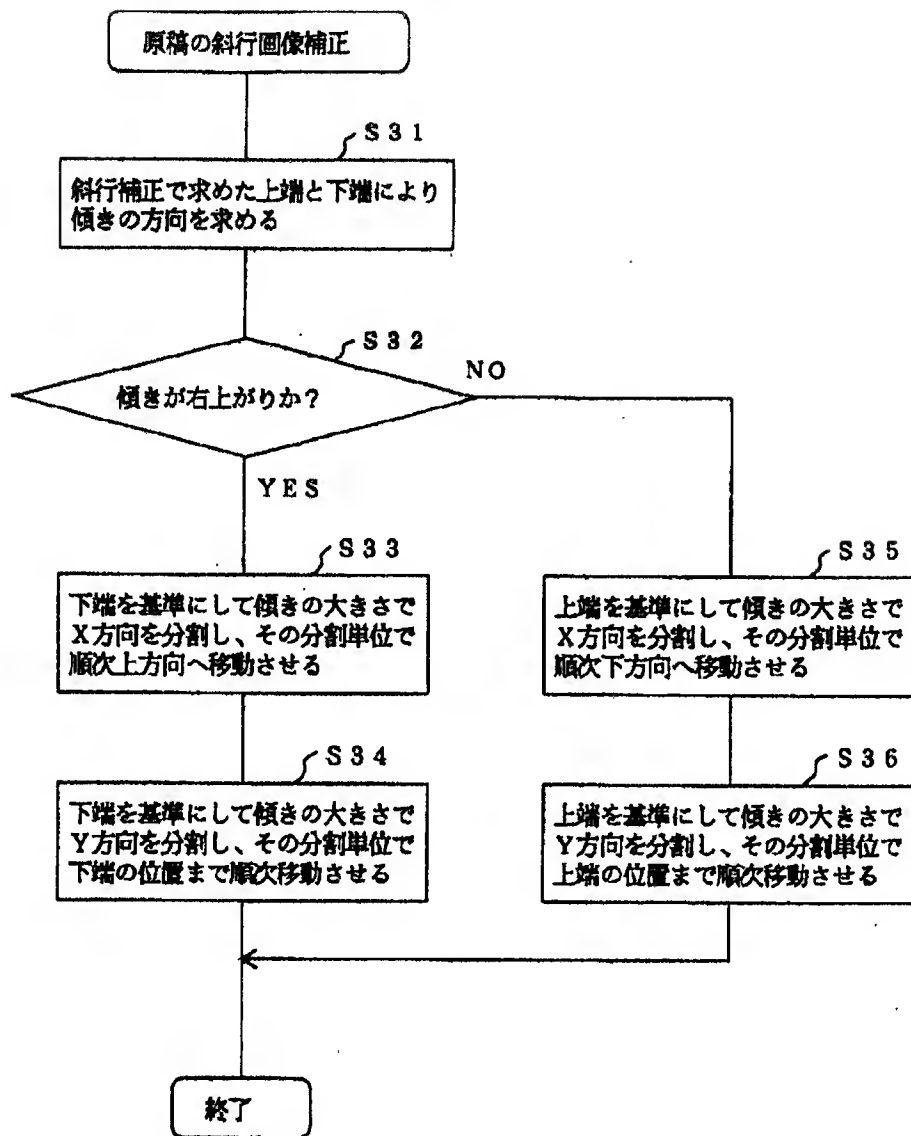 原稿の斜行画像補正
S31
斜行補正で求めた上端と下端により
傾きの方向を求める
S32
傾きが右上がりか？
NO
YES
S33
下端を基準にして傾きの大きさで
X方向を分割し、その分割単位で
順次上方向へ移動させる
S34
下端を基準にして傾きの大きさで
Y方向を分割し、その分割単位で
下端の位置まで順次移動させる
S35
上端を基準にして傾きの大きさで
X方向を分割し、その分割単位で
順次下方向へ移動させる
S36
上端を基準にして傾きの大きさで
Y方向を分割し、その分割単位で
上端の位置まで順次移動させる
終了